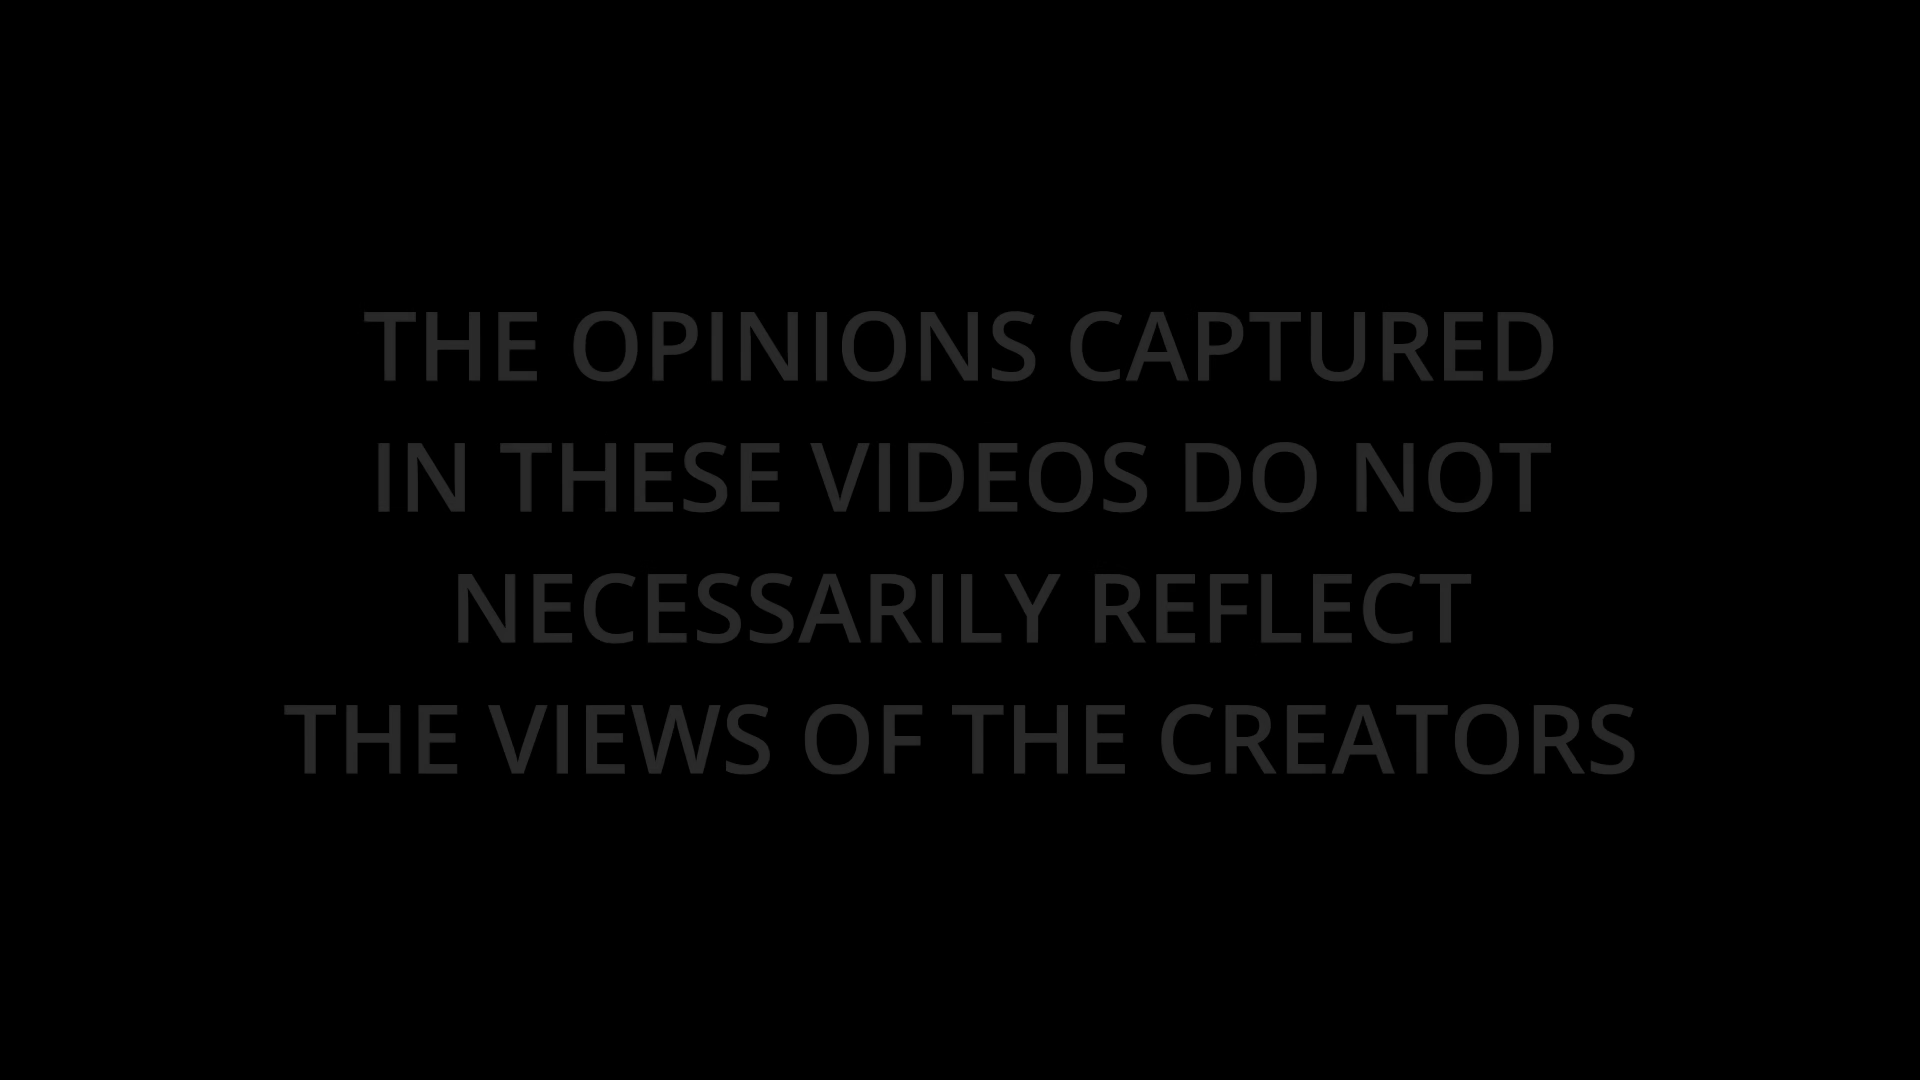 THE OPINIONS CAPTURED
IN THESE VIDEOS DO NOT
NECESSARILY REFLECT
THE VIEWS OF THE CREATORS